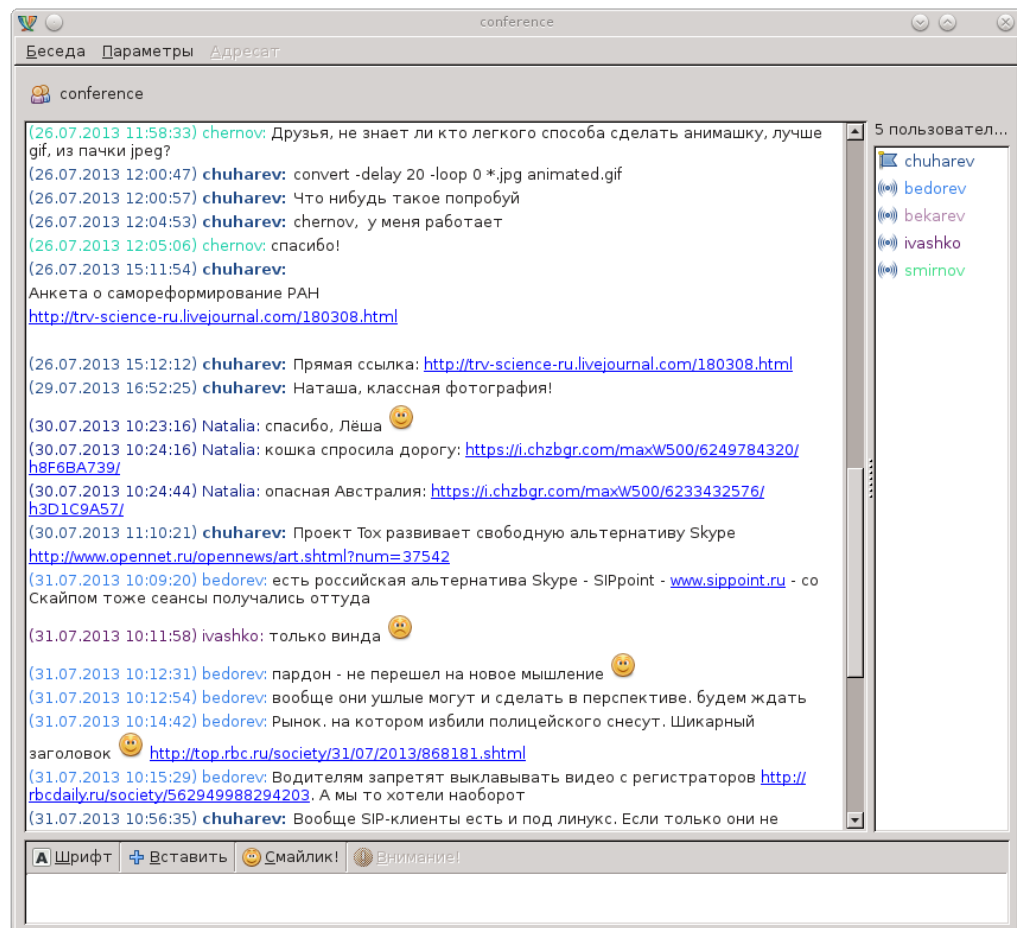 conference
Беседа Параметры Адресат
conference
(26.07.2013 11:58:33) chernov: Друзья, не знает ли кто легкого способа сделать анимашку, лучше
gif, из пачки jpeg?
(26.07.2013 12:00:47) chuharev: convert -delay 20 -loop 0 *.jpg animated.gif
(26.07.2013 12:00:57) chuharev: Что нибудь такое попробуй
(26.07.2013 12:04:53) chuharev: chernov, у меня работает
(26.07.2013 12:05:06) chernov: спасибо!
(26.07.2013 15:11:54) chuharev:
Анкета о самореформирование РАН
http://trv-science-ru.livejournal.com/180308.html
(26.07.2013 15:12:12) chuharev: Прямая ссылка: http://trv-science-ru.livejournal.com/180308.html
(29.07.2013 16:52:25) chuharev: Наташа, классная фотография!
(30.07.2013 10:23:16) Natalia: спасибо, Лёша
(30.07.2013 10:24:16) Natalia: кошка спросила дорогу: https://i.chzbgr.com/maxW500/6249784320/
h8F6BA739/
(30.07.2013 10:24:44) Natalia: опасная Австралия: https://i.chzbgr.com/maxW500/6233432576/
h3D1C9A57/
(30.07.2013 11:10:21) chuharev: Проект Tox развивает свободную альтернативу Skype
http://www.opennet.ru/opennews/art.shtml?num=37542
(31.07.2013 10:09:20) bedorev: есть российская альтернатива Skype - SIPpoint - www.sippoint.ru - со
Скайпом тоже сеансы получались оттуда
(31.07.2013 10:11:58) ivashko: только винда
(31.07.2013 10:12:31) bedorev: пардон - не перешел на новое мышление
(31.07.2013 10:12:54) bedorev: вообще они ушлые могут и сделать в перспективе. будем ждать
(31.07.2013 10:14:42) bedorev: Рынок. на котором избили полицейского снесут. Шикарный
заголовок http://top.rbc.ru/society/31/07/2013/868181.shtml
(31.07.2013 10:15:29) bedorev: Водителям запретят выклавывать видео с регистраторов http://
rbcdaily.ru/society/562949988294203. А мы то хотели наоборот
(31.07.2013 10:56:35) chuharev: Вообще SIP-клиенты есть и под линукс. Если только они не
5 пользовател...
chuharev
bedorev
bekarev
ivashko
smirnov
A Шрифт Вставить Смайлик! Внимание!